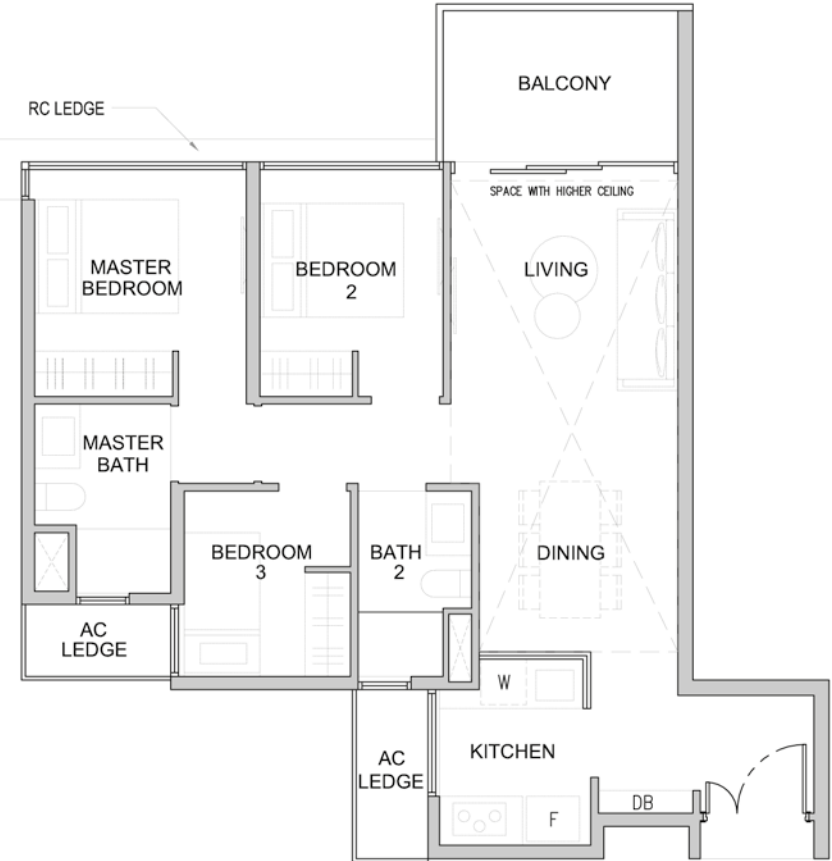 BALCONY
RC LEDGE
SPACE WITH HIGHER CEILING
MASTER
BEDROOM
BEDROOM
2
LIVING
MASTER
BATH
BEDROOM
3
BATH
2
DINING
AC
LEDGE
W
KITCHEN
AC
LEDGE
DB
F